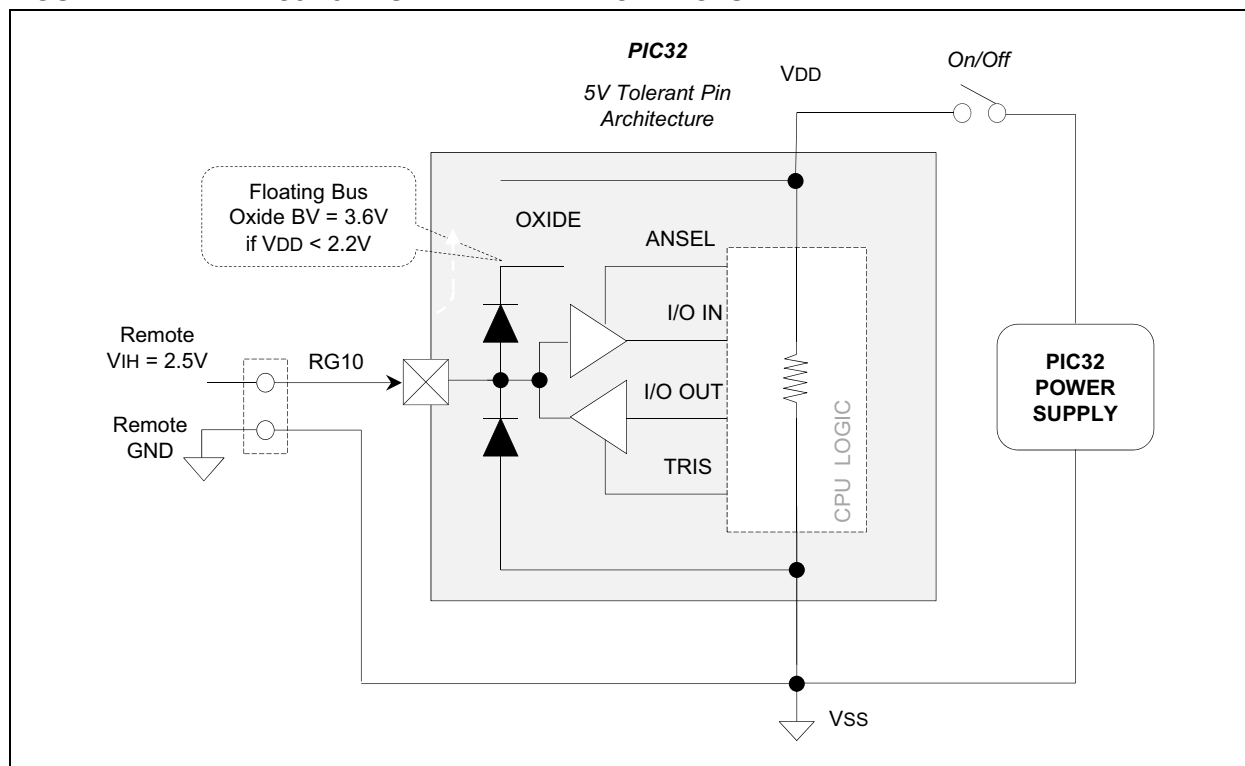 PIC32
5V Tolerant Pin
Architecture
VDD
On/Off
Floating Bus
Oxide BV = 3.6V
if VDD < 2.2V
OXIDE
ANSEL
I/O IN
Remote
VIH = 2.5V
RG10
I/O OUT
Remote
GND
TRIS
CPU LOGIC
PIC32
POWER
SUPPLY
VSS